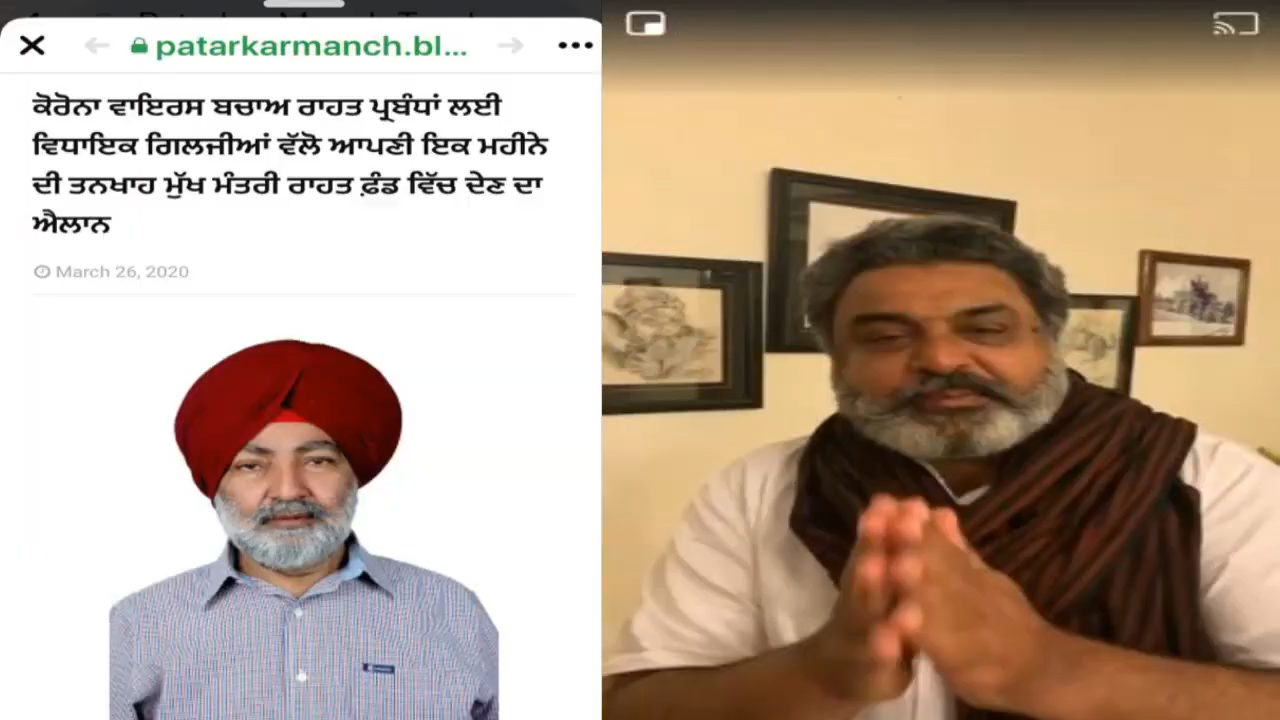 patarkarmanch.bl...
ਕੋਰੋਨਾ ਵਾਇਰਸ ਬਚਾਅ ਰਾਹਤ ਪ੍ਰਬੰਧਾਂ ਲਈ
ਵਿਧਾਇਕ ਗਿਲਜੀਆਂ ਵੱਲੋ ਆਪਣੀ ਇਕ ਮਹੀਨੇ
ਦੀ ਤਨਖਾਹ ਮੁੱਖ ਮੰਤਰੀ ਰਾਹਤ ਫ਼ੰਡ ਵਿੱਚ ਦੇਣ ਦਾ
ਐਲਾਨ
March 26, 2020